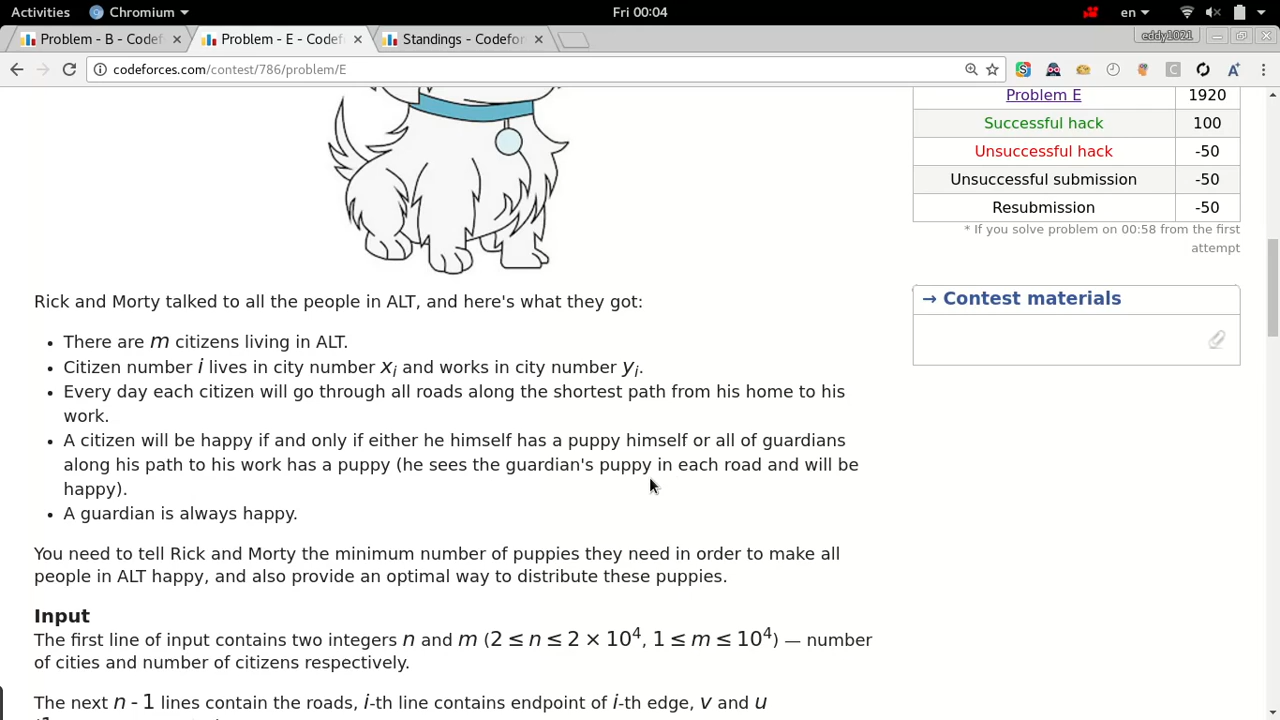 Activities Chromium Fri 00:04 en
Problem - B - Codef × Problem - E - Codef × Standings - Codefor × eddy1021
codeforces.com/contest/786/problem/E
Problem E 1920
Successful hack 100
Unsuccessful hack -50
Unsuccessful submission -50
Resubmission -50
* If you solve problem on 00:58 from the first
attempt
→ Contest materials
Rick and Morty talked to all the people in ALT, and here's what they got:
• There are m citizens living in ALT.
• Citizen number i lives in city number xi and works in city number yi.
• Every day each citizen will go through all roads along the shortest path from his home to his
work.
• A citizen will be happy if and only if either he himself has a puppy himself or all of guardians
along his path to his work has a puppy (he sees the guardian's puppy in each road and will be
happy).
• A guardian is always happy.
You need to tell Rick and Morty the minimum number of puppies they need in order to make all
people in ALT happy, and also provide an optimal way to distribute these puppies.
Input
The first line of input contains two integers n and m (2 ≤ n ≤ 2 × 10⁴, 1 ≤ m ≤ 10⁴) — number
of cities and number of citizens respectively.
The next n - 1 lines contain the roads, i-th line contains endpoint of i-th edge, v and u